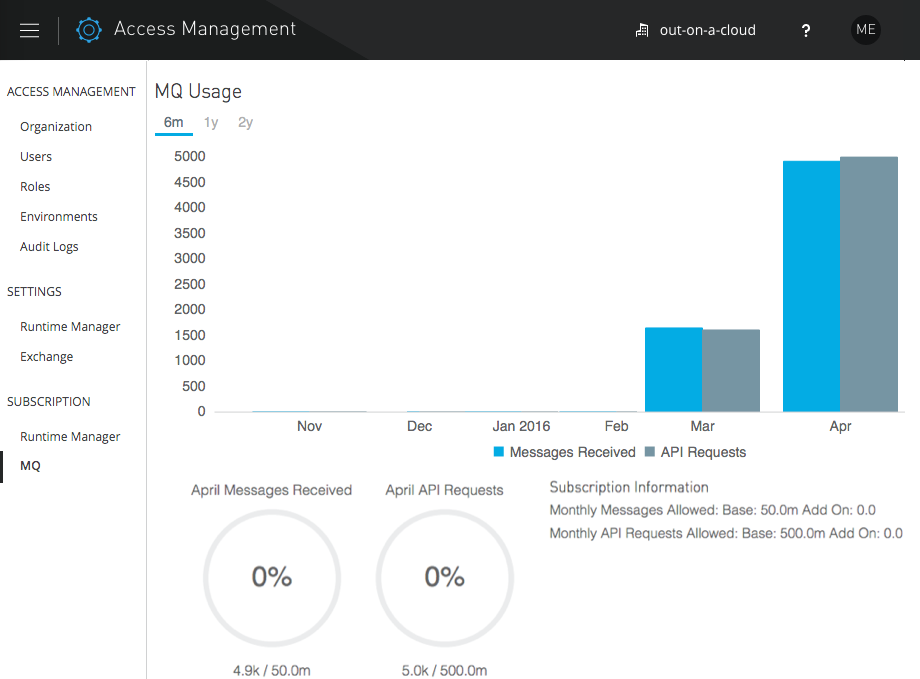 Access Management
out-on-a-cloud
?
ME
ACCESS MANAGEMENT
Organization
Users
Roles
Environments
Audit Logs
SETTINGS
Runtime Manager
Exchange
SUBSCRIPTION
Runtime Manager
MQ
MQ Usage
6m 1y 2y
5000
4500
4000
3500
3000
2500
2000
1500
1000
500
0
Nov Dec Jan 2016 Feb Mar Apr
Messages Received API Requests
April Messages Received
0%
4.9k / 50.0m
April API Requests
0%
5.0k / 500.0m
Subscription Information
Monthly Messages Allowed: Base: 50.0m Add On: 0.0
Monthly API Requests Allowed: Base: 500.0m Add On: 0.0